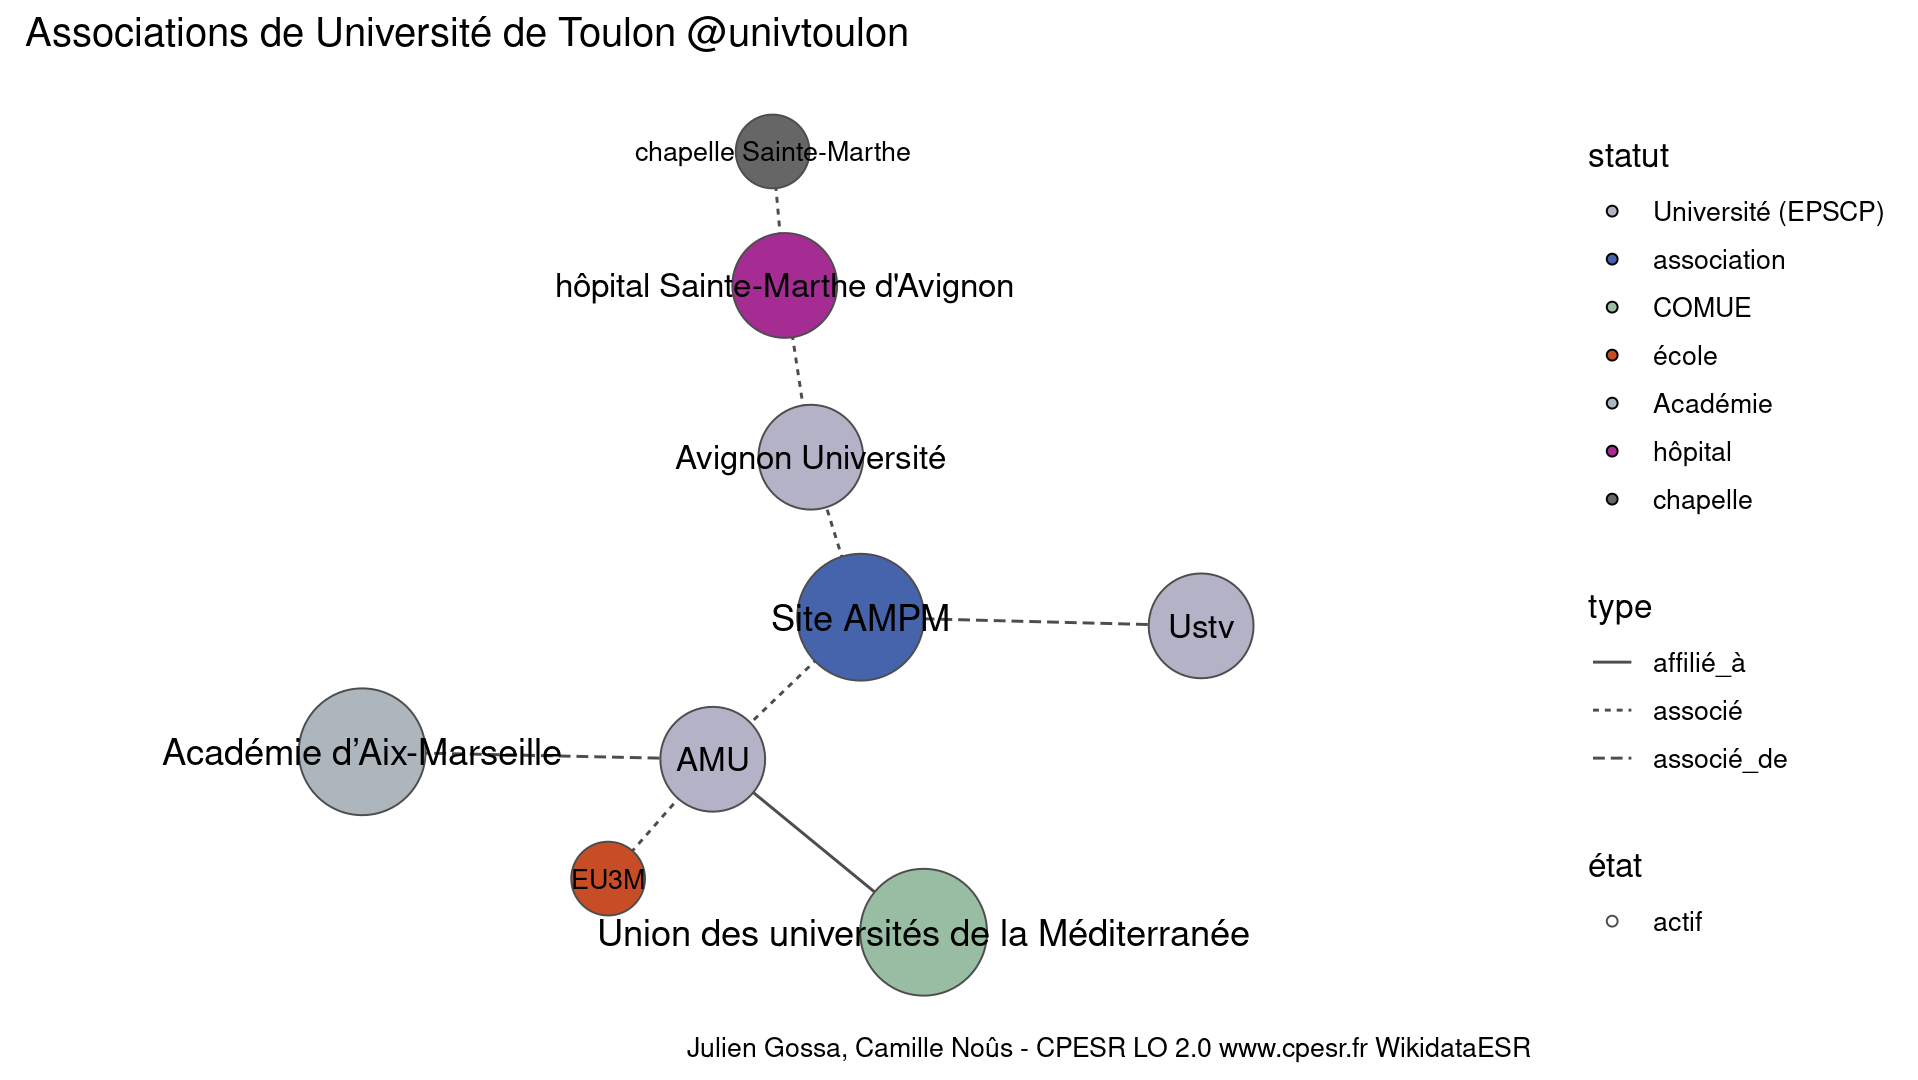 Associations de Université de Toulon @univtoulon
chapelle Sainte-Marthe
hôpital Sainte-Marthe d'Avignon
Avignon Université
Site AMPM
Ustv
Académie d’Aix-Marseille
AMU
EU3M
Union des universités de la Méditerranée
statut
Université (EPSCP)
association
COMUE
école
Académie
hôpital
chapelle
type
affilié_à
associé
associé_de
état
actif
Julien Gossa, Camille Noûs - CPESR LO 2.0 www.cpesr.fr WikidataESR